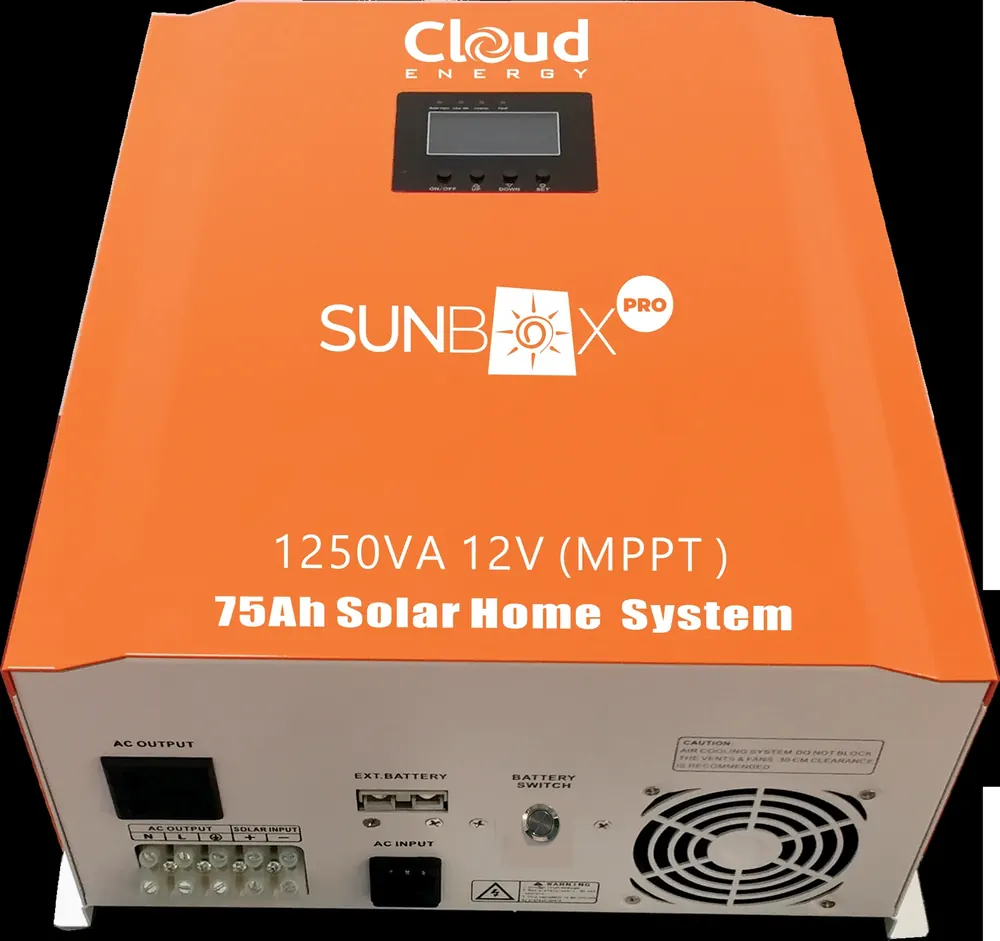 Cloud
ENERGY
ON/OFF UP DOWN SET
SUNBOX PRO
1250VA 12V (MPPT )
75Ah Solar Home System
AC OUTPUT
EXT.BATTERY
BATTERY
SWITCH
CAUTION:
AIR COOLING SYSTEM DO NOT BLOCK
THE VENTS & FANS. 30 CM CLEARANCE
IS RECOMMENDED
AC OUTPUT SOLAR INPUT
N L + −
AC INPUT
WARNING